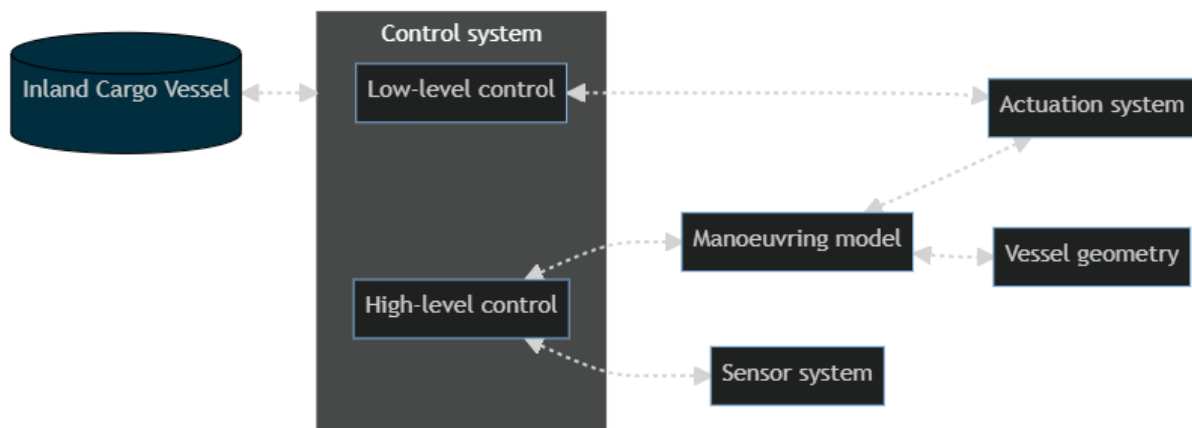 Control system
Inland Cargo Vessel
Low-level control
Actuation system
Manoeuvring model
Vessel geometry
High-level control
Sensor system